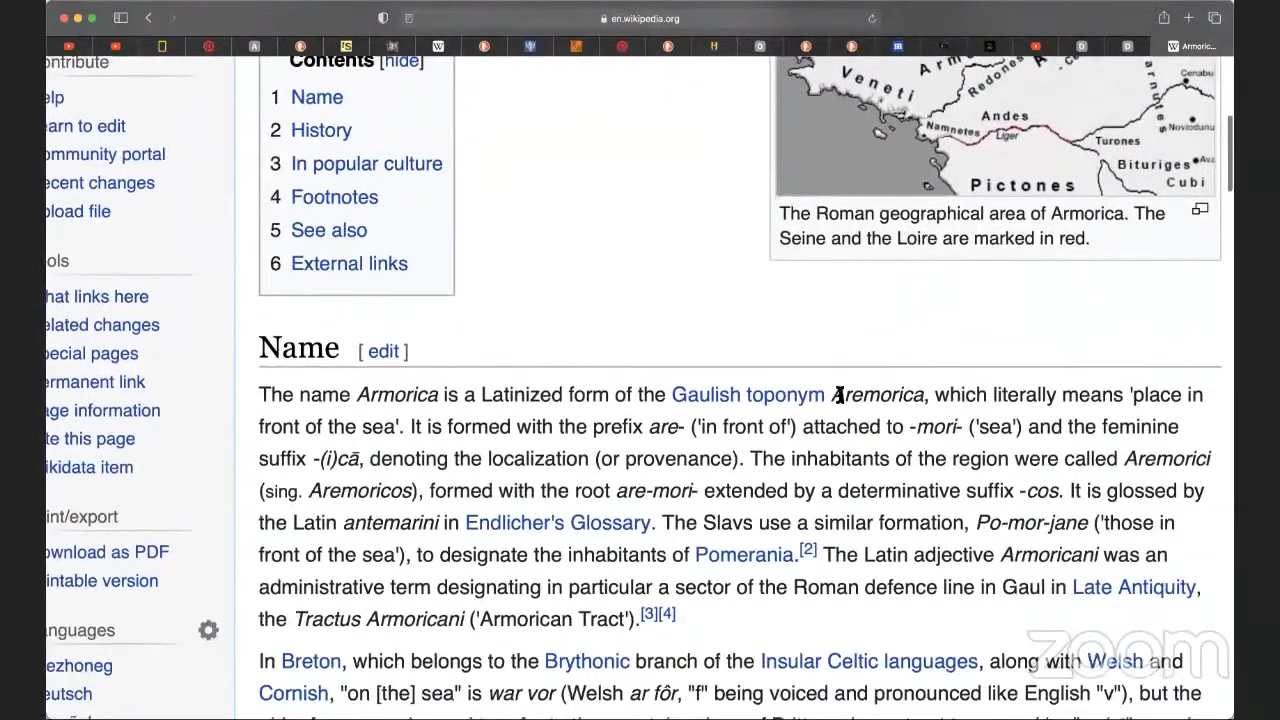 en.wikipedia.org
Armoric...
ontribute
elp
earn to edit
ommunity portal
ecent changes
pload file
ols
hat links here
elated changes
pecial pages
ermanent link
age information
ite this page
ikidata item
int/export
ownload as PDF
intable version
anguages
rezhoneg
eutsch
Contents [hide]
1 Name
2 History
3 In popular culture
4 Footnotes
5 See also
6 External links
Veneti
Redones
Andes
Namnetes
Liger
Turones
Cenabu
Noviodunu
Bituriges
Cubi
Pictones
The Roman geographical area of Armorica. The
Seine and the Loire are marked in red.
Name [ edit ]
The name Armorica is a Latinized form of the Gaulish toponym Aremorica, which literally means 'place in
front of the sea'. It is formed with the prefix are- ('in front of') attached to -mori- ('sea') and the feminine
suffix -(i)cā, denoting the localization (or provenance). The inhabitants of the region were called Aremorici
(sing. Aremoricos), formed with the root are-mori- extended by a determinative suffix -cos. It is glossed by
the Latin antemarini in Endlicher's Glossary. The Slavs use a similar formation, Po-mor-jane ('those in
front of the sea'), to designate the inhabitants of Pomerania.[2] The Latin adjective Armoricani was an
administrative term designating in particular a sector of the Roman defence line in Gaul in Late Antiquity,
the Tractus Armoricani ('Armorican Tract').[3][4]
In Breton, which belongs to the Brythonic branch of the Insular Celtic languages, along with Welsh and
Cornish, "on [the] sea" is war vor (Welsh ar fôr, "f" being voiced and pronounced like English "v"), but the
zoom